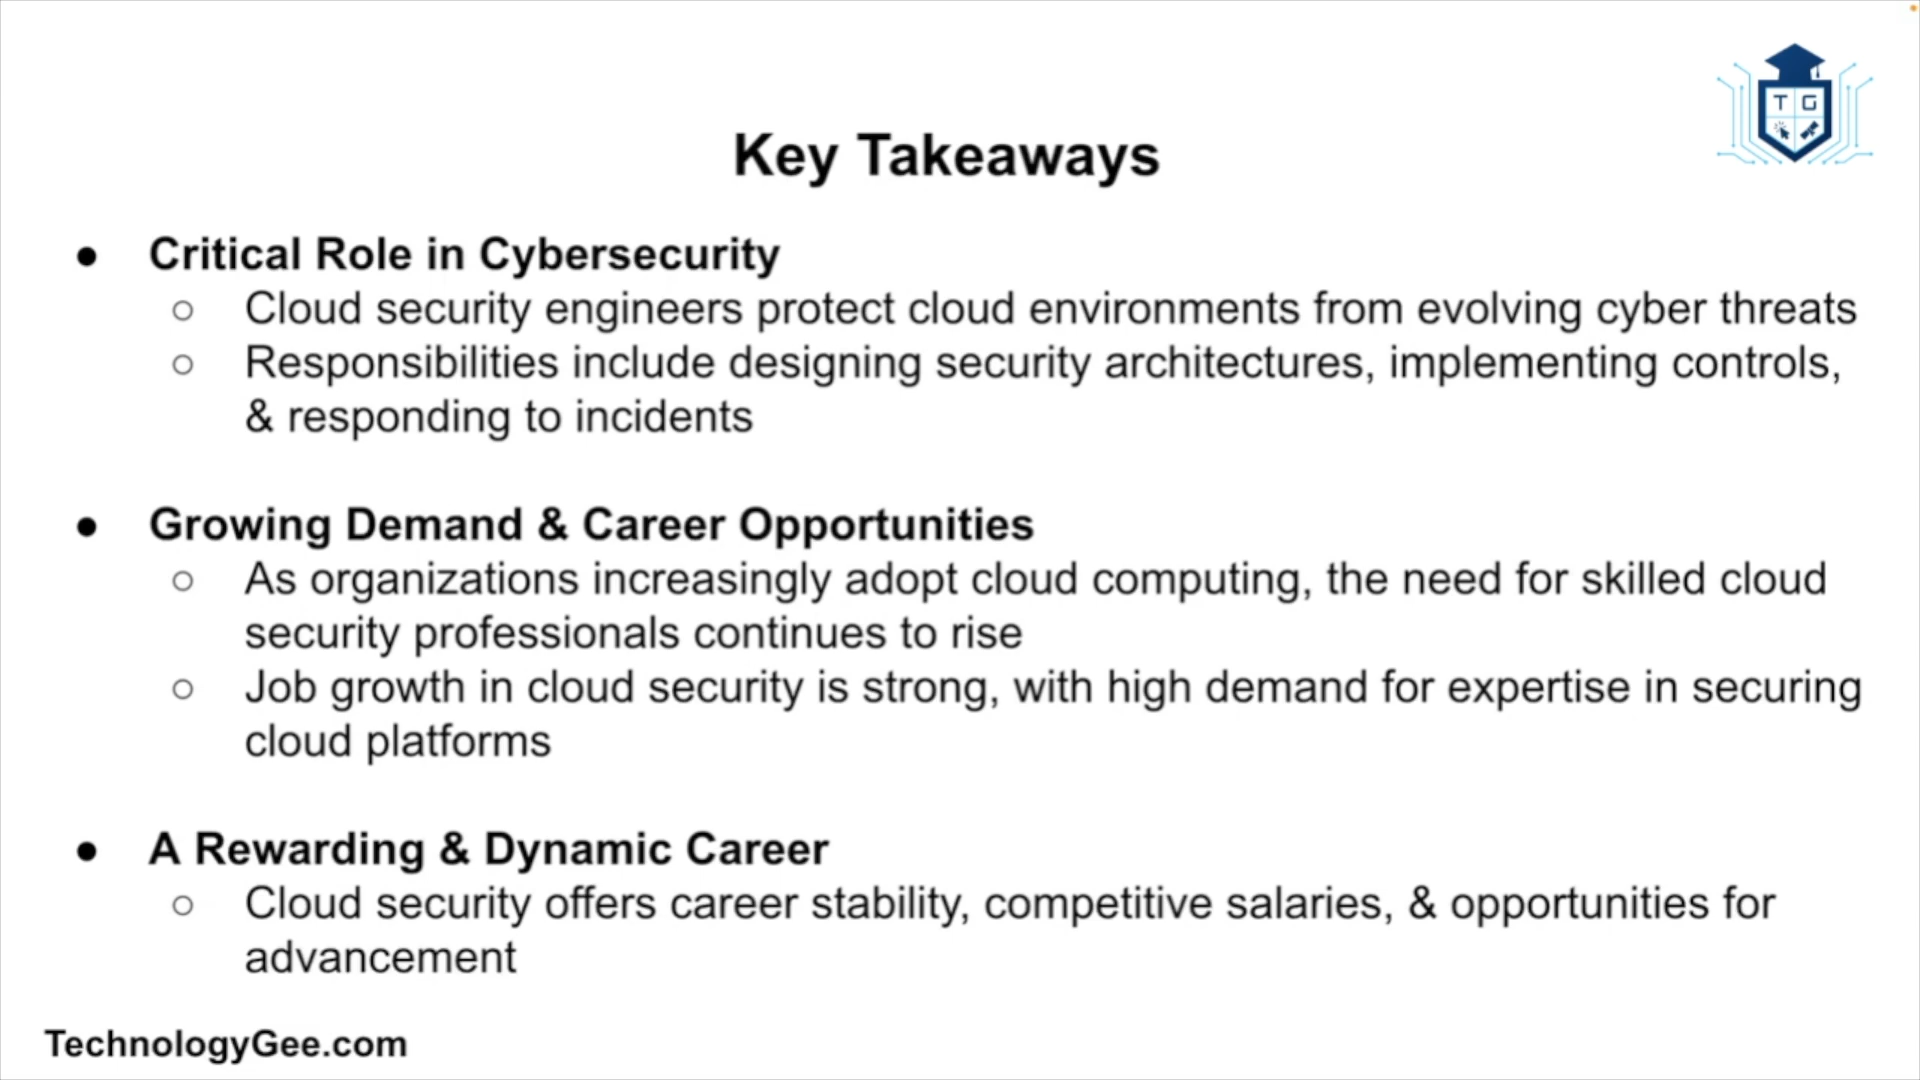 T G
Key Takeaways
● Critical Role in Cybersecurity
○ Cloud security engineers protect cloud environments from evolving cyber threats
○ Responsibilities include designing security architectures, implementing controls,
& responding to incidents
● Growing Demand & Career Opportunities
○ As organizations increasingly adopt cloud computing, the need for skilled cloud
security professionals continues to rise
○ Job growth in cloud security is strong, with high demand for expertise in securing
cloud platforms
● A Rewarding & Dynamic Career
○ Cloud security offers career stability, competitive salaries, & opportunities for
advancement
TechnologyGee.com